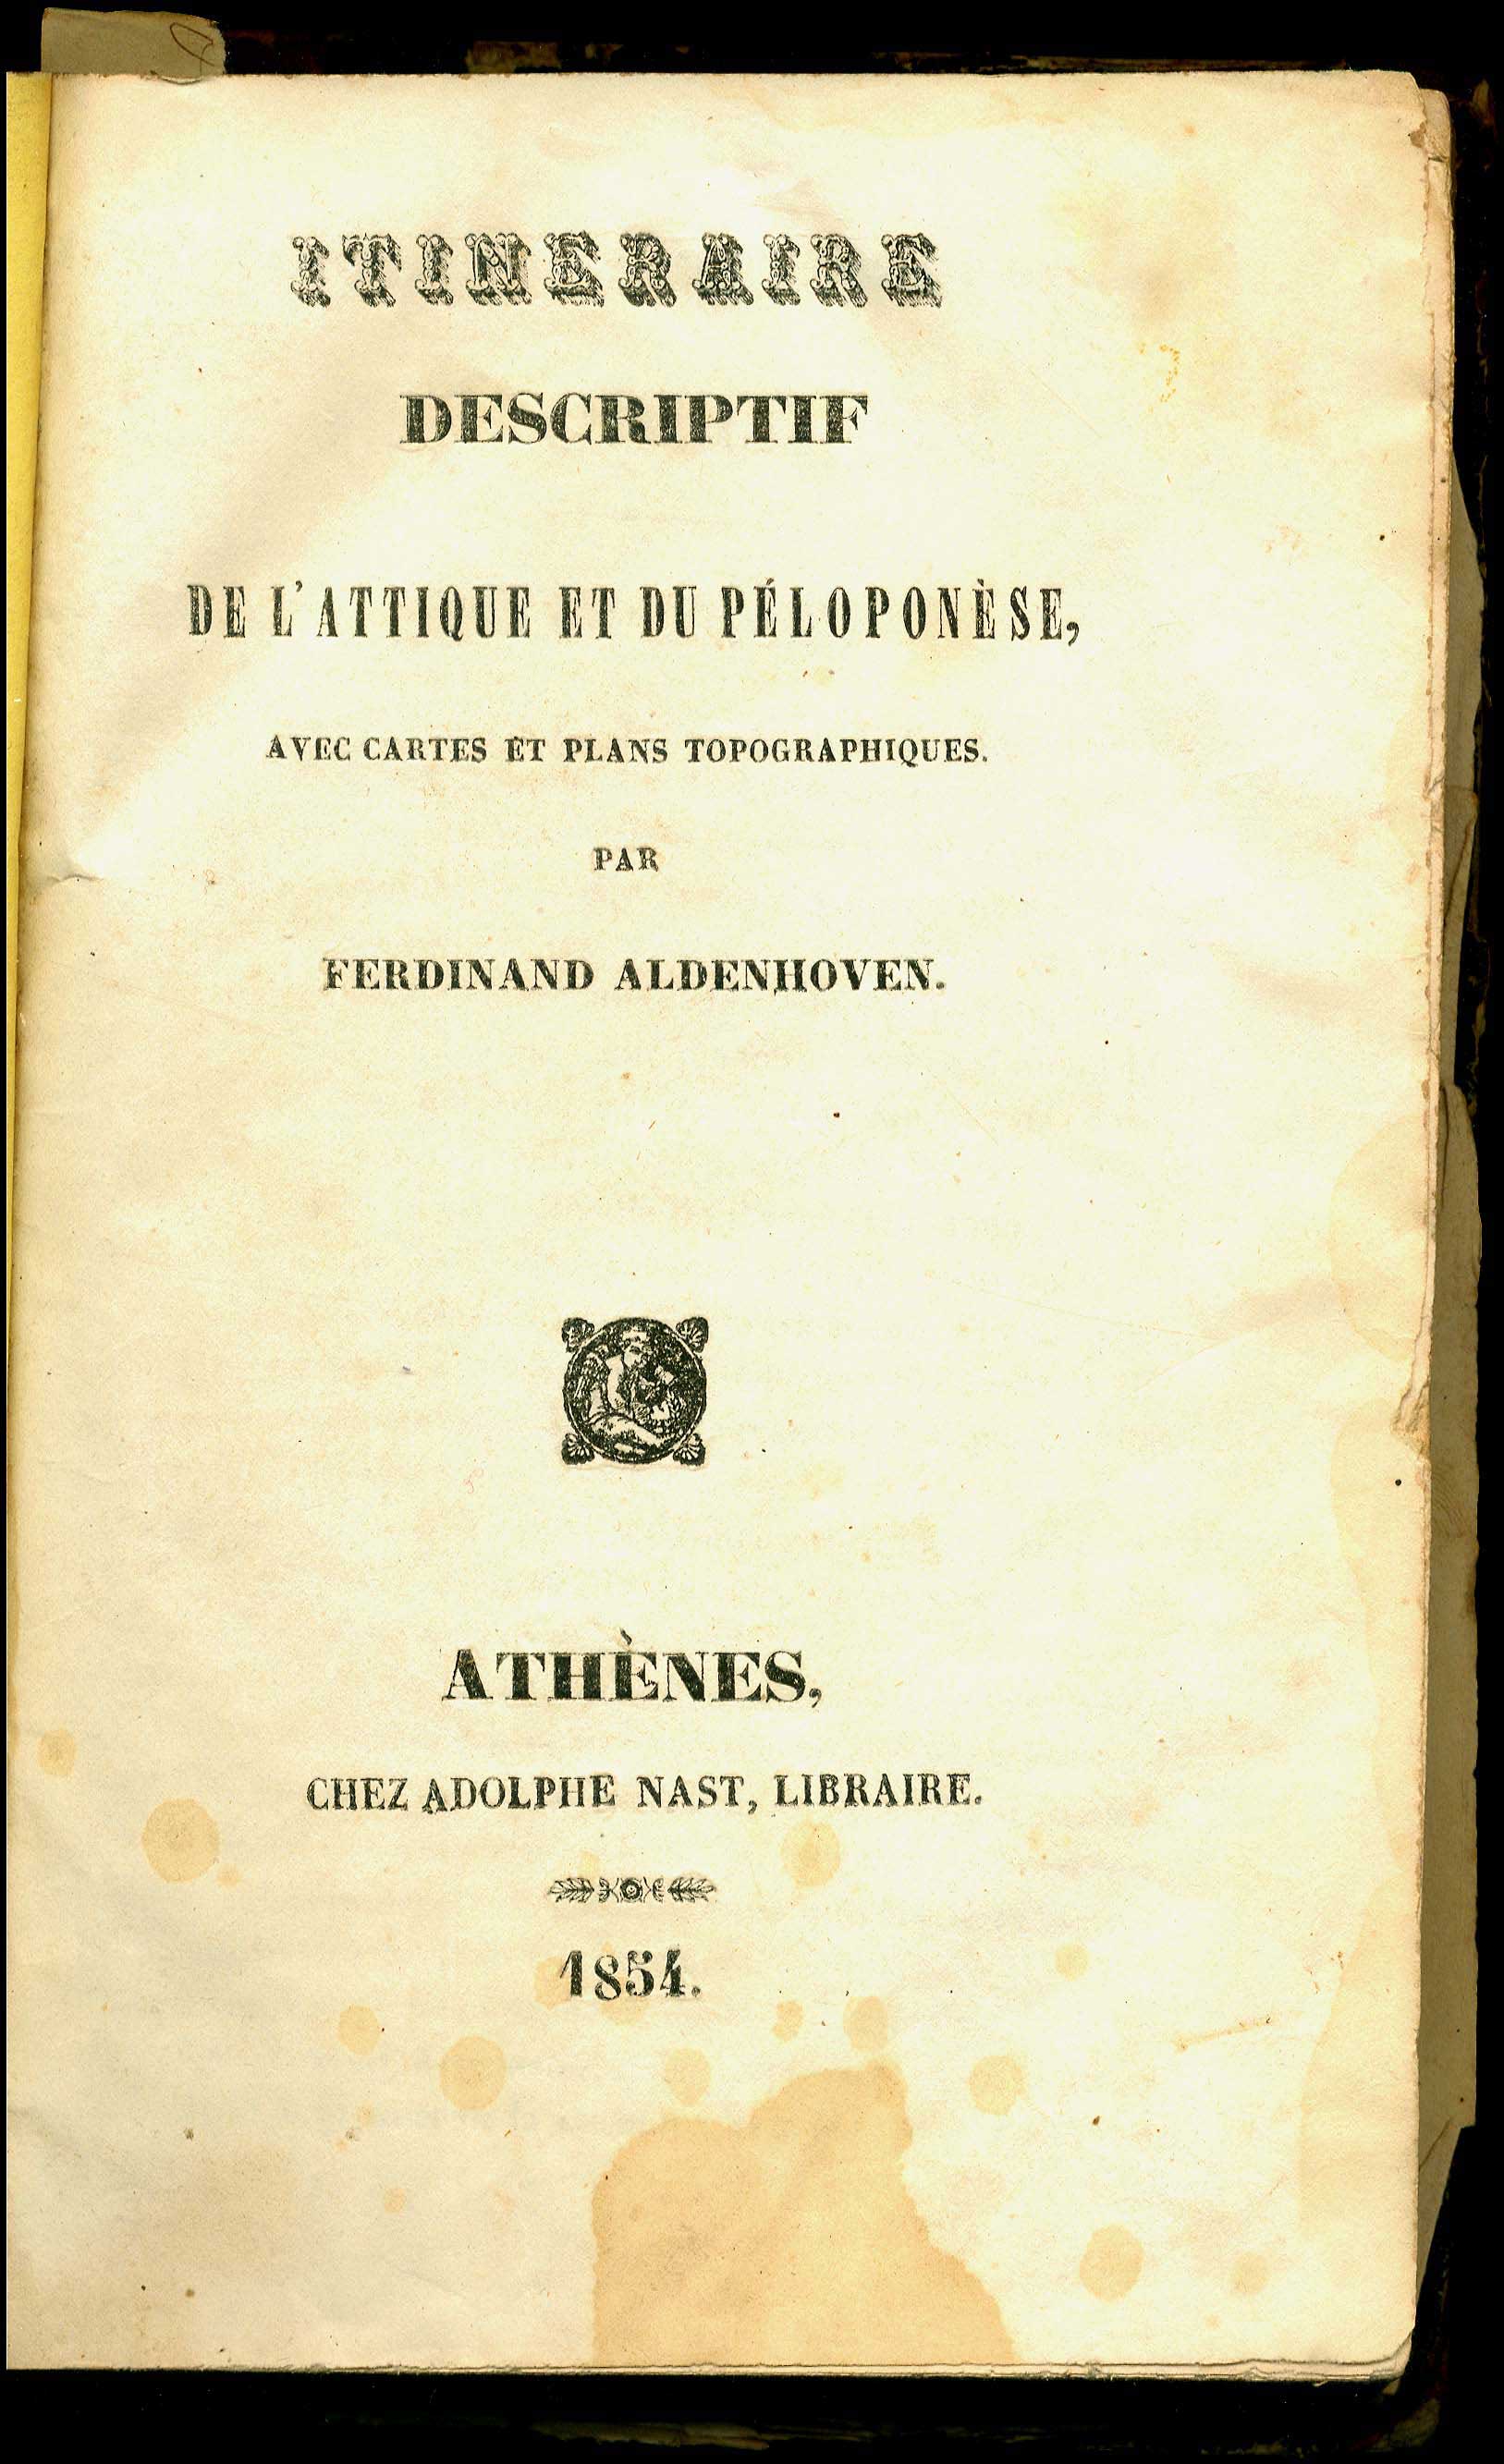 ITINERAIRE
DESCRIPTIF
DE L'ATTIQUE ET DU PÉLOPONÈSE,
AVEC CARTES ET PLANS TOPOGRAPHIQUES.
PAR
FERDINAND ALDENHOVEN.
ATHÈNES,
CHEZ ADOLPHE NAST, LIBRAIRE.
1854.